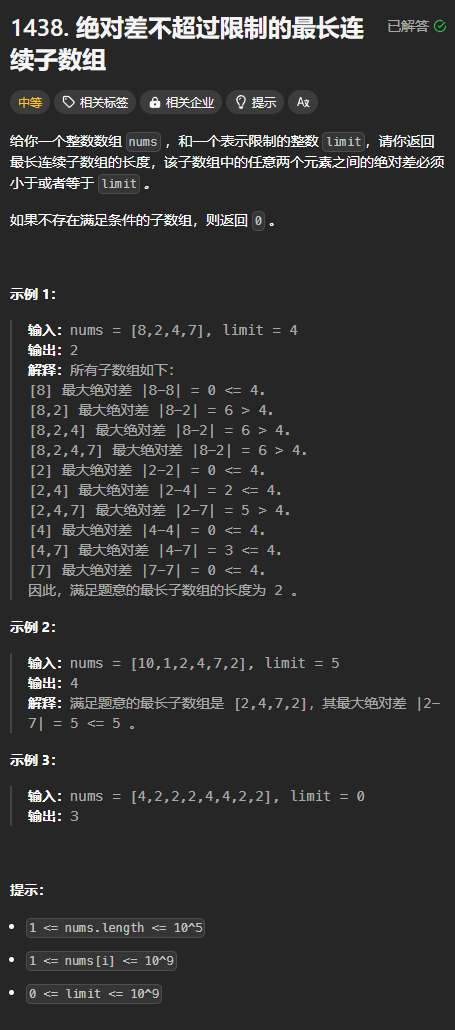 1438. 绝对差不超过限制的最长连 已解答
续子数组
中等 相关标签 相关企业 提示 Ax
给你一个整数数组 nums ，和一个表示限制的整数 limit，请你返回
最长连续子数组的长度，该子数组中的任意两个元素之间的绝对差必须
小于或者等于 limit 。
如果不存在满足条件的子数组，则返回 0 。
示例 1：
输入：nums = [8,2,4,7], limit = 4
输出：2
解释：所有子数组如下：
[8] 最大绝对差 |8-8| = 0 <= 4.
[8,2] 最大绝对差 |8-2| = 6 > 4.
[8,2,4] 最大绝对差 |8-2| = 6 > 4.
[8,2,4,7] 最大绝对差 |8-2| = 6 > 4.
[2] 最大绝对差 |2-2| = 0 <= 4.
[2,4] 最大绝对差 |2-4| = 2 <= 4.
[2,4,7] 最大绝对差 |2-7| = 5 > 4.
[4] 最大绝对差 |4-4| = 0 <= 4.
[4,7] 最大绝对差 |4-7| = 3 <= 4.
[7] 最大绝对差 |7-7| = 0 <= 4.
因此，满足题意的最长子数组的长度为 2 。
示例 2：
输入：nums = [10,1,2,4,7,2], limit = 5
输出：4
解释：满足题意的最长子数组是 [2,4,7,2]，其最大绝对差 |2-
7| = 5 <= 5 。
示例 3：
输入：nums = [4,2,2,2,4,4,2,2], limit = 0
输出：3
提示：
1 <= nums.length <= 10^5
1 <= nums[i] <= 10^9
0 <= limit <= 10^9